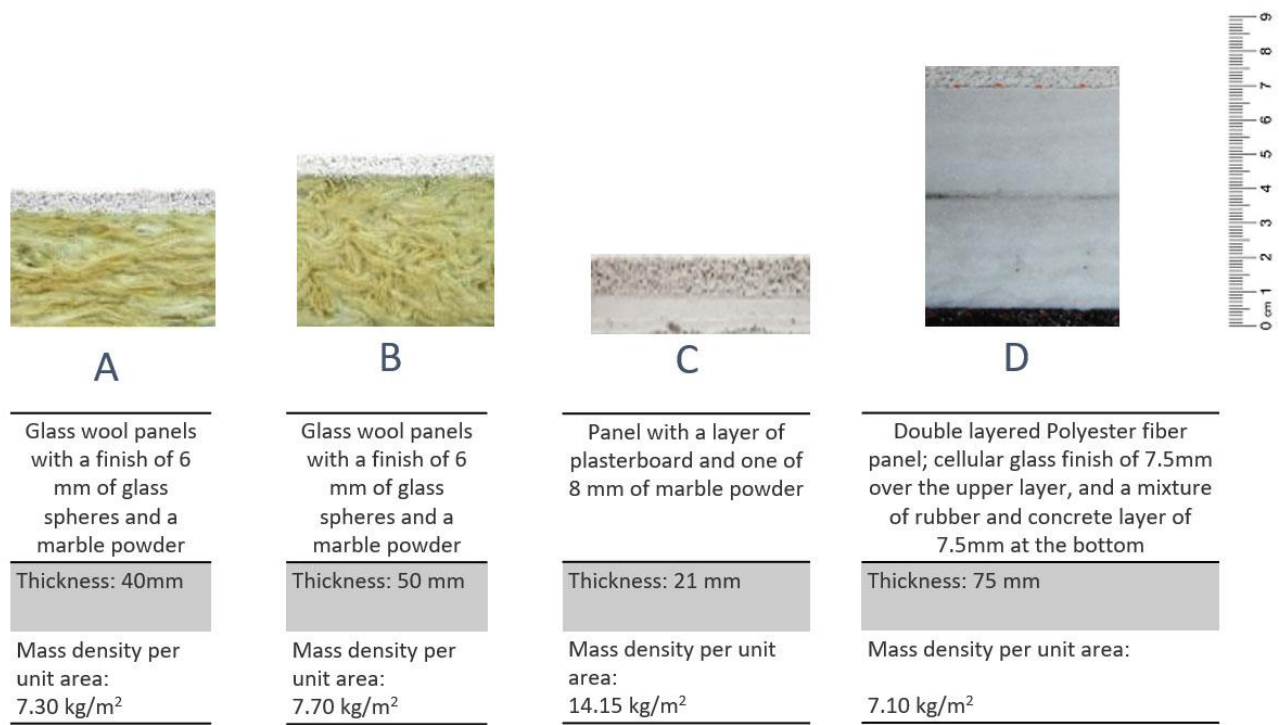 9
8
7
6
5
4
3
2
1
0 cm
A
B
C
D
Glass wool panels
with a finish of 6
mm of glass
spheres and a
marble powder
Glass wool panels
with a finish of 6
mm of glass
spheres and a
marble powder
Panel with a layer of
plasterboard and one of
8 mm of marble powder
Double layered Polyester fiber
panel; cellular glass finish of 7.5mm
over the upper layer, and a mixture
of rubber and concrete layer of
7.5mm at the bottom
Thickness: 40mm
Thickness: 50 mm
Thickness: 21 mm
Thickness: 75 mm
Mass density per
unit area:
7.30 kg/m²
Mass density per
unit area:
7.70 kg/m²
Mass density per unit
area:
14.15 kg/m²
Mass density per unit area:
7.10 kg/m²